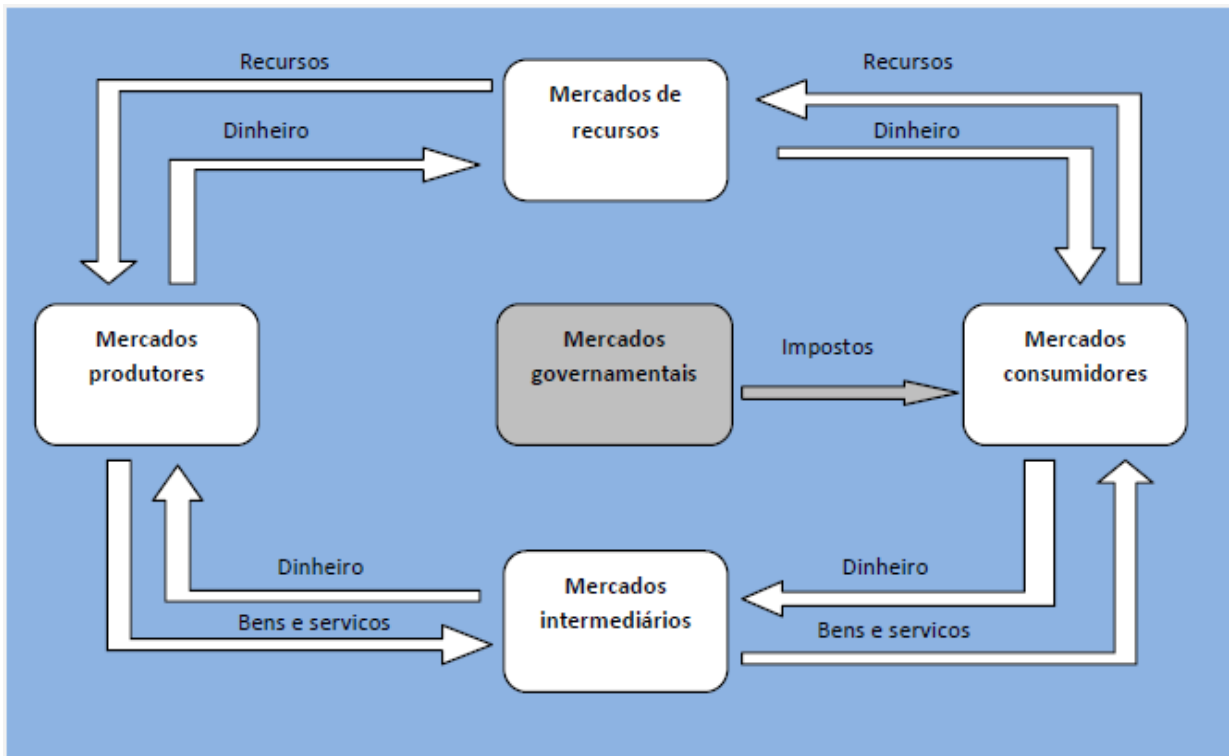 Recursos
Recursos
Mercados de
recursos
Dinheiro
Dinheiro
Mercados
produtores
Mercados
governamentais
Impostos
Mercados
consumidores
Dinheiro
Mercados
intermediários
Dinheiro
Bens e servicos
Bens e servicos